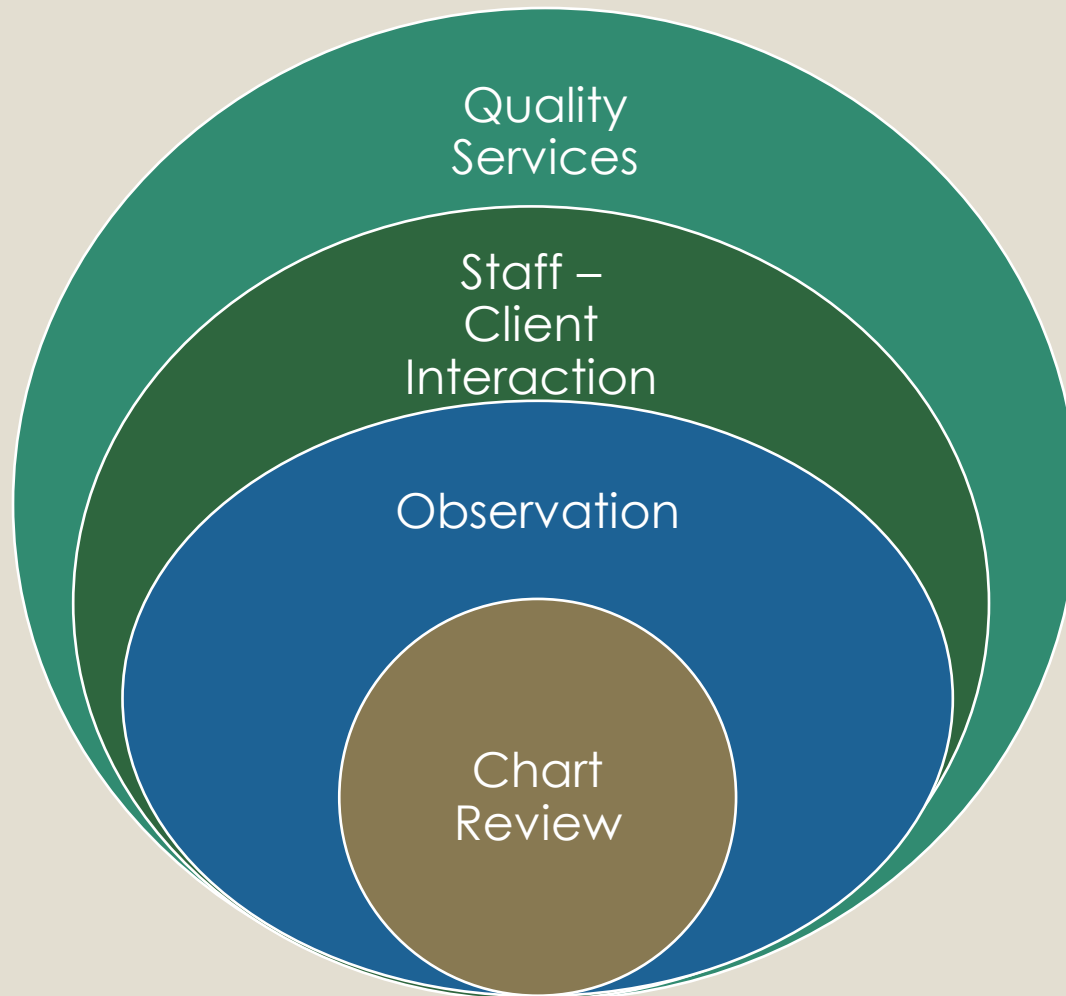 Quality
Services
Staff –
Client
Interaction
Observation
Chart
Review